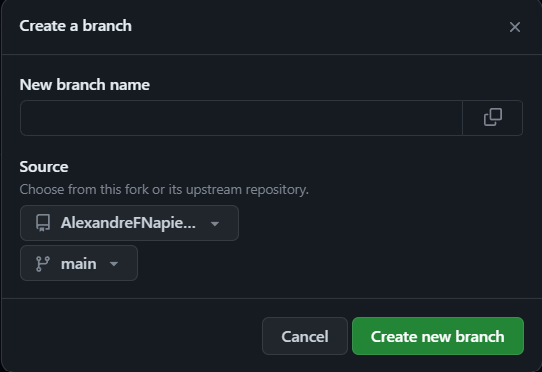 Create a branch
New branch name
Source
Choose from this fork or its upstream repository.
AlexandreFNapie...
main
Cancel
Create new branch